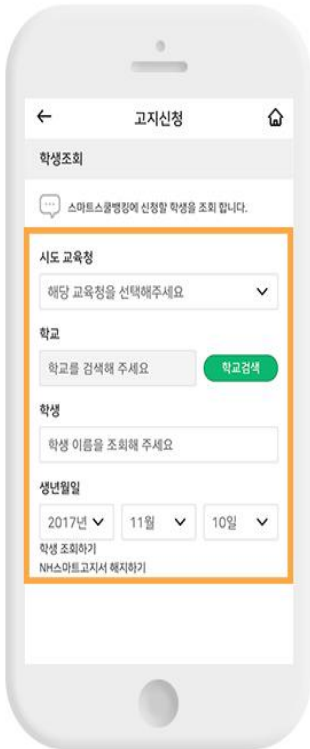 고지신청
학생조회
스마트스쿨뱅킹에 신청할 학생을 조회 합니다.
시도 교육청
해당 교육청을 선택해주세요
학교
학교를 검색해 주세요 학교검색
학생
학생 이름을 조회해 주세요
생년월일
2017년 11월 10일
학생 조회하기
NH스마트고지서 해지하기